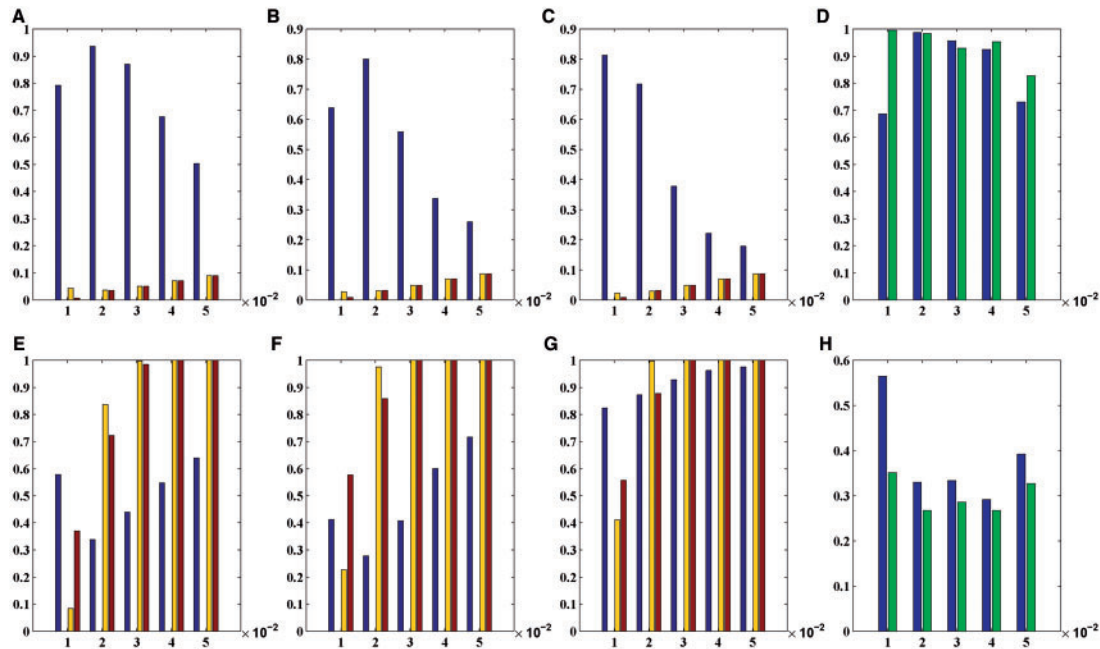 A B C D
1 0.9 0.9 1
0.9 0.8 0.8 0.9
0.8 0.7 0.7 0.8
0.7 0.6 0.6 0.7
0.6 0.5 0.5 0.6
0.5 0.4 0.4 0.5
0.4 0.3 0.3 0.4
0.3 0.2 0.2 0.3
0.2 0.1 0.1 0.2
0.1 0 0 0.1
0 0
1 2 3 4 5 ×10⁻² 1 2 3 4 5 ×10⁻² 1 2 3 4 5 ×10⁻² 1 2 3 4 5 ×10⁻²
E F G H
1 1 1 0.6
0.9 0.9 0.9 0.5
0.8 0.8 0.8 0.4
0.7 0.7 0.7 0.3
0.6 0.6 0.6 0.2
0.5 0.5 0.5 0.1
0.4 0.4 0.4 0
0.3 0.3 0.3
0.2 0.2 0.2
0.1 0.1 0.1
0 0 0
1 2 3 4 5 ×10⁻² 1 2 3 4 5 ×10⁻² 1 2 3 4 5 ×10⁻² 1 2 3 4 5 ×10⁻²